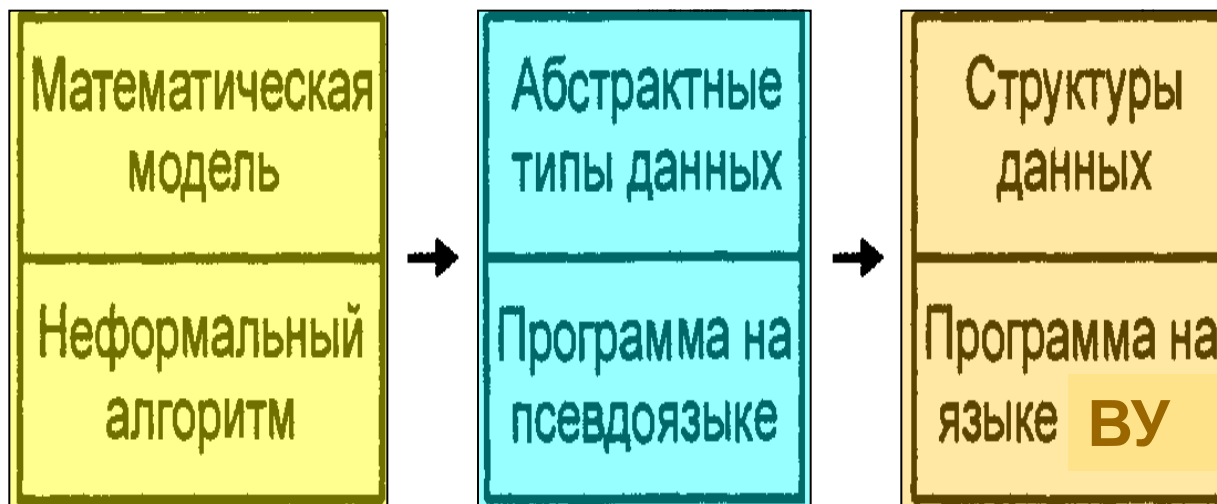 Математическая
модель
Неформальный
алгоритм
Абстрактные
типы данных
Программа на
псевдоязыке
Структуры
данных
Программа на
языке ВУ